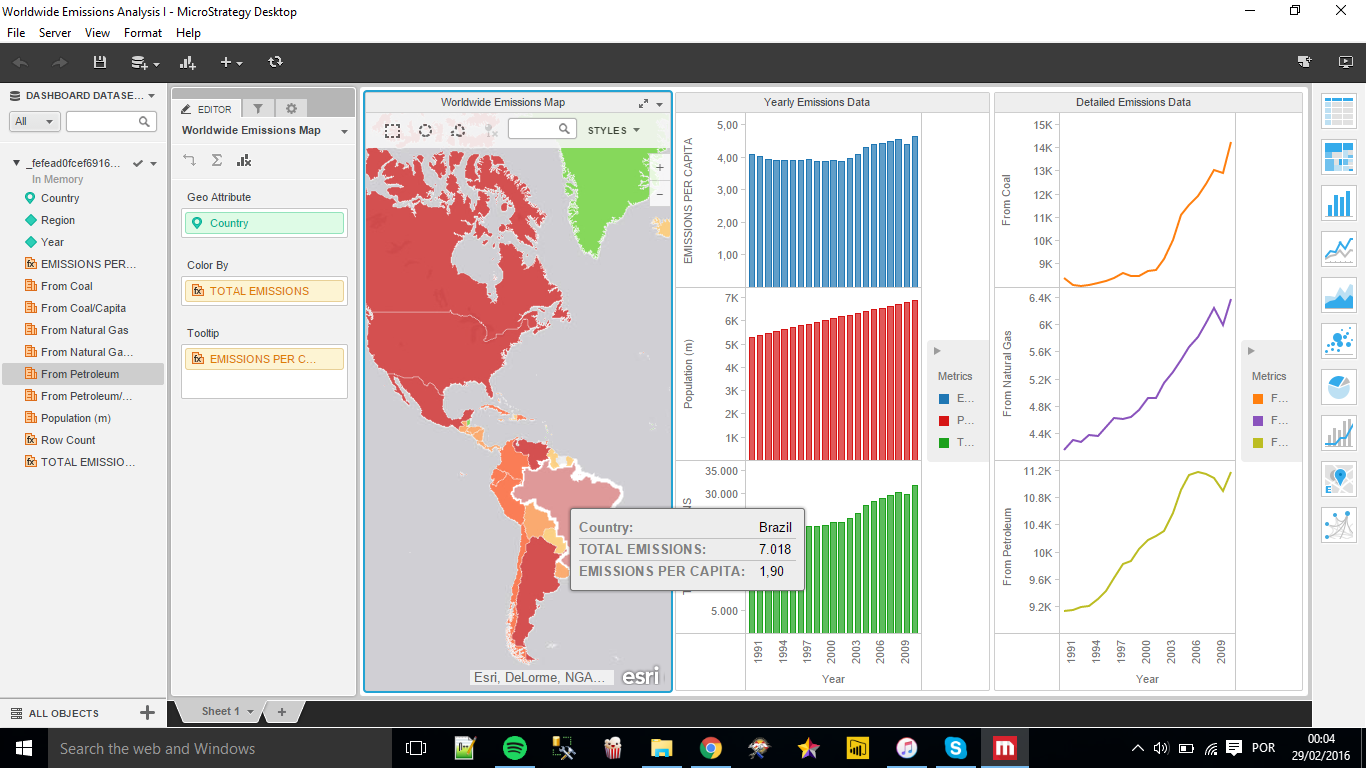 Worldwide Emissions Analysis I - MicroStrategy Desktop
File Server View Format Help
DASHBOARD DATASE...
All
_fefead0fcef6916...
In Memory
Country
Region
Year
EMISSIONS PER...
From Coal
From Coal/Capita
From Natural Gas
From Natural Ga...
From Petroleum
From Petroleum/...
Population (m)
Row Count
TOTAL EMISSIO...
ALL OBJECTS
EDITOR
Worldwide Emissions Map
Geo Attribute
Country
Color By
TOTAL EMISSIONS
Tooltip
EMISSIONS PER C...
Worldwide Emissions Map
STYLES
+
−
Country: Brazil
TOTAL EMISSIONS: 7.018
EMISSIONS PER CAPITA: 1,90
Esri, DeLorme, NGA...
esri
Yearly Emissions Data
EMISSIONS PER CAPITA
5,00
4,00
3,00
2,00
1,00
Population (m)
7K
6K
5K
4K
3K
2K
1K
35.000
30.000
5.000
1991 1994 1997 2000 2003 2006 2009
Year
Metrics
E...
P...
T...
Detailed Emissions Data
From Coal
15K
14K
13K
12K
11K
10K
9K
From Natural Gas
6.4K
6K
5.6K
5.2K
4.8K
4.4K
From Petroleum
11.2K
10.8K
10.4K
10K
9.6K
9.2K
1991 1994 1997 2000 2003 2006 2009
Year
Metrics
F...
F...
F...
Sheet 1
Search the web and Windows
POR
00:04
29/02/2016